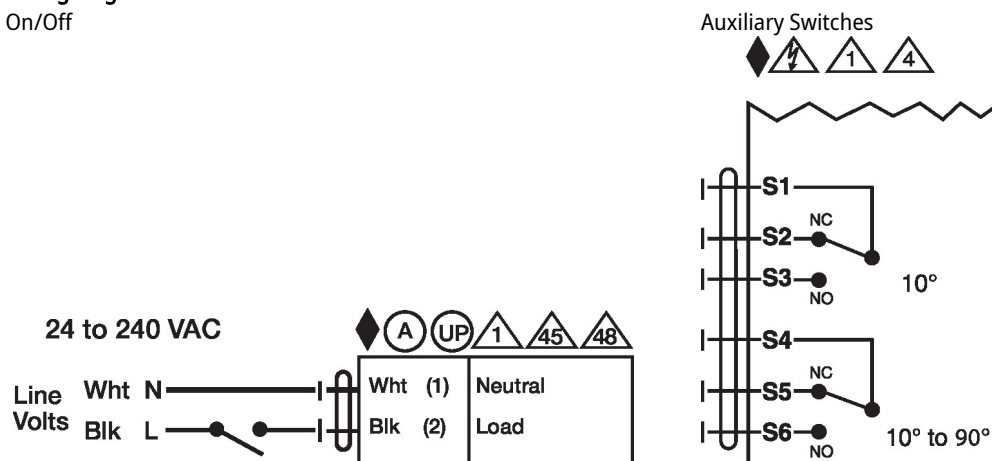 On/Off
24 to 240 VAC
A UP 1 45 48
Line Volts
Wht N
Blk L
Wht (1) Neutral
Blk (2) Load
Auxiliary Switches
1 4
S1
NC
S2
S3
NO
10°
S4
NC
S5
S6
NO
10° to 90°